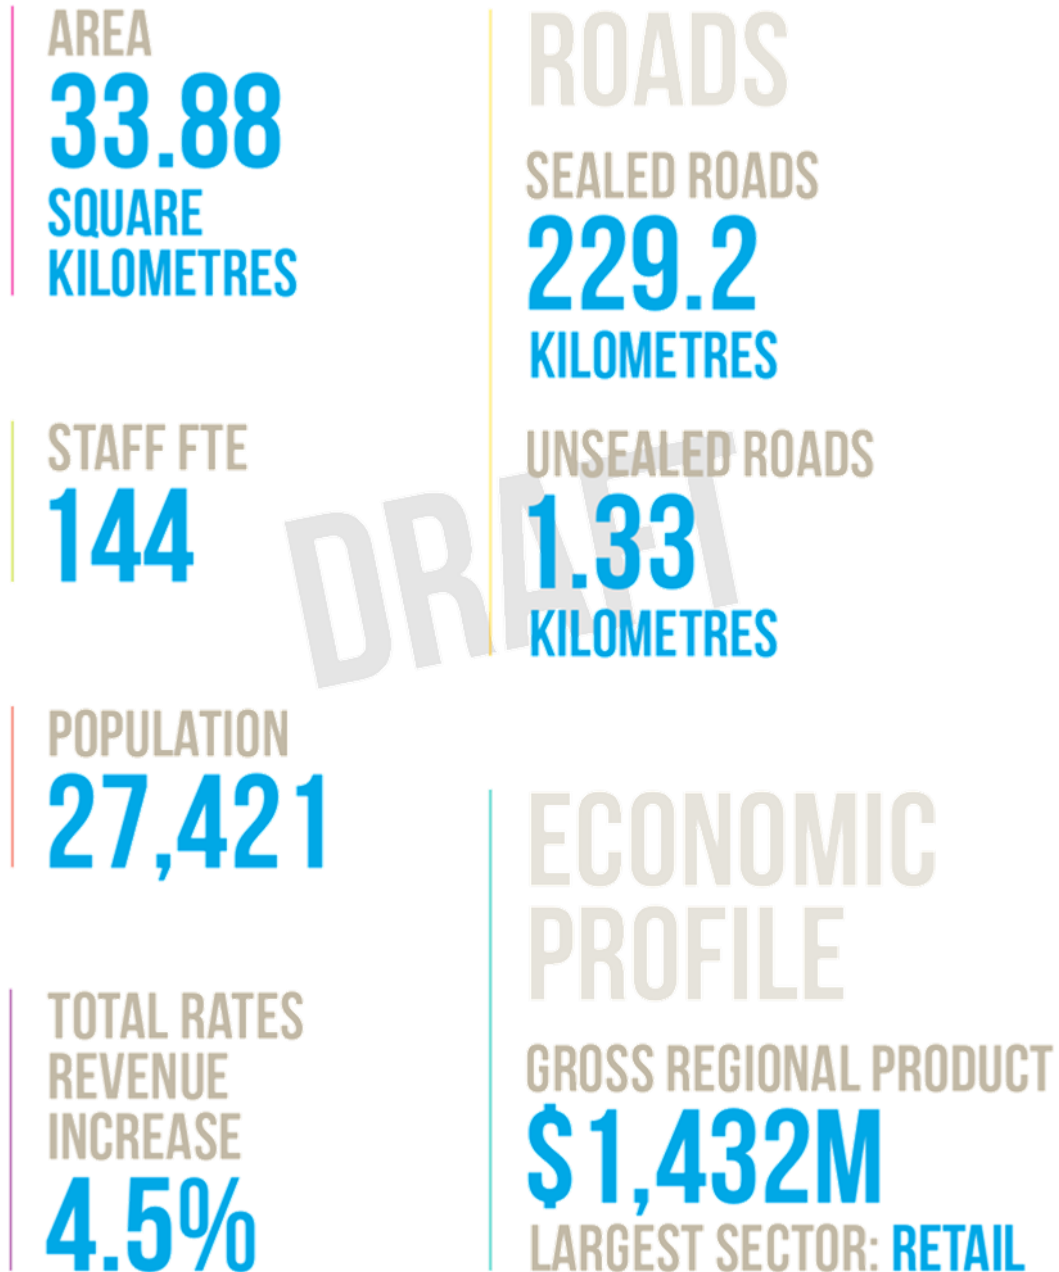 AREA
33.88
SQUARE
KILOMETRES
STAFF FTE
144
POPULATION
27,421
TOTAL RATES
REVENUE
INCREASE
4.5%
ROADS
SEALED ROADS
229.2
KILOMETRES
UNSEALED ROADS
1.33
KILOMETRES
DRAFT
ECONOMIC
PROFILE
GROSS REGIONAL PRODUCT
$1,432M
LARGEST SECTOR: RETAIL